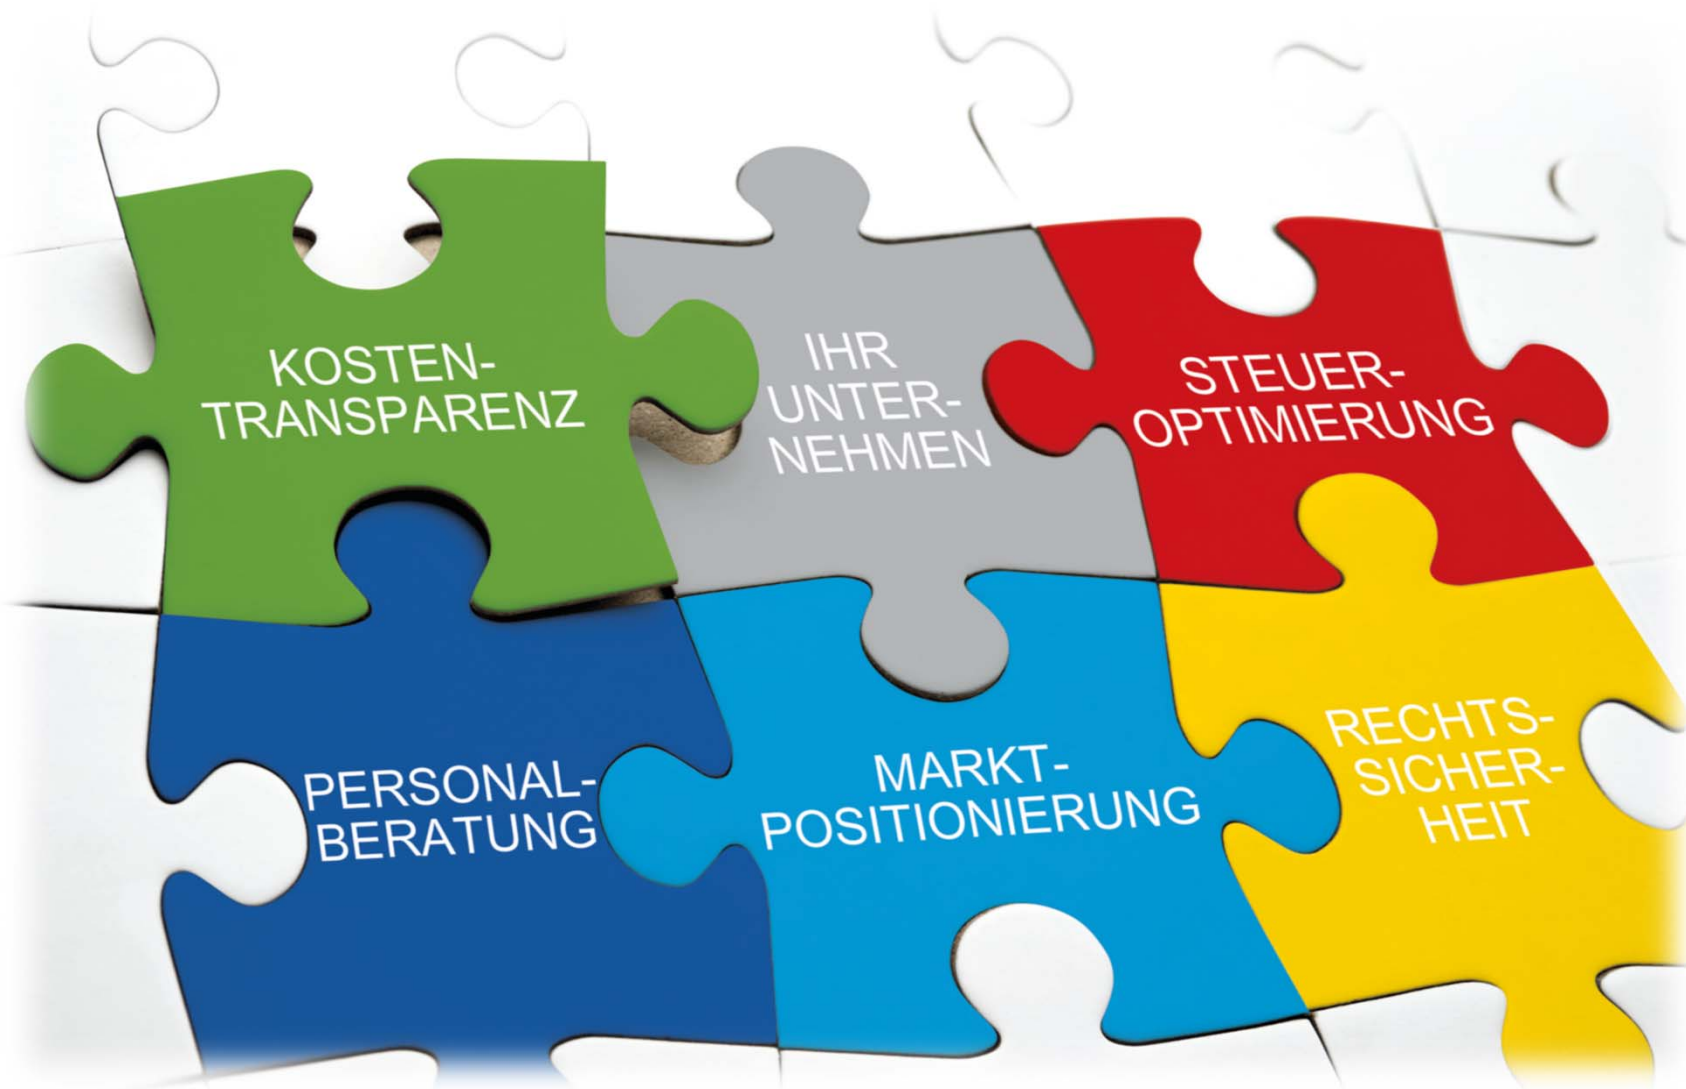 KOSTEN-
TRANSPARENZ
IHR
UNTER-
NEHMEN
STEUER-
OPTIMIERUNG
PERSONAL-
BERATUNG
MARKT-
POSITIONIERUNG
RECHTS-
SICHER-
HEIT